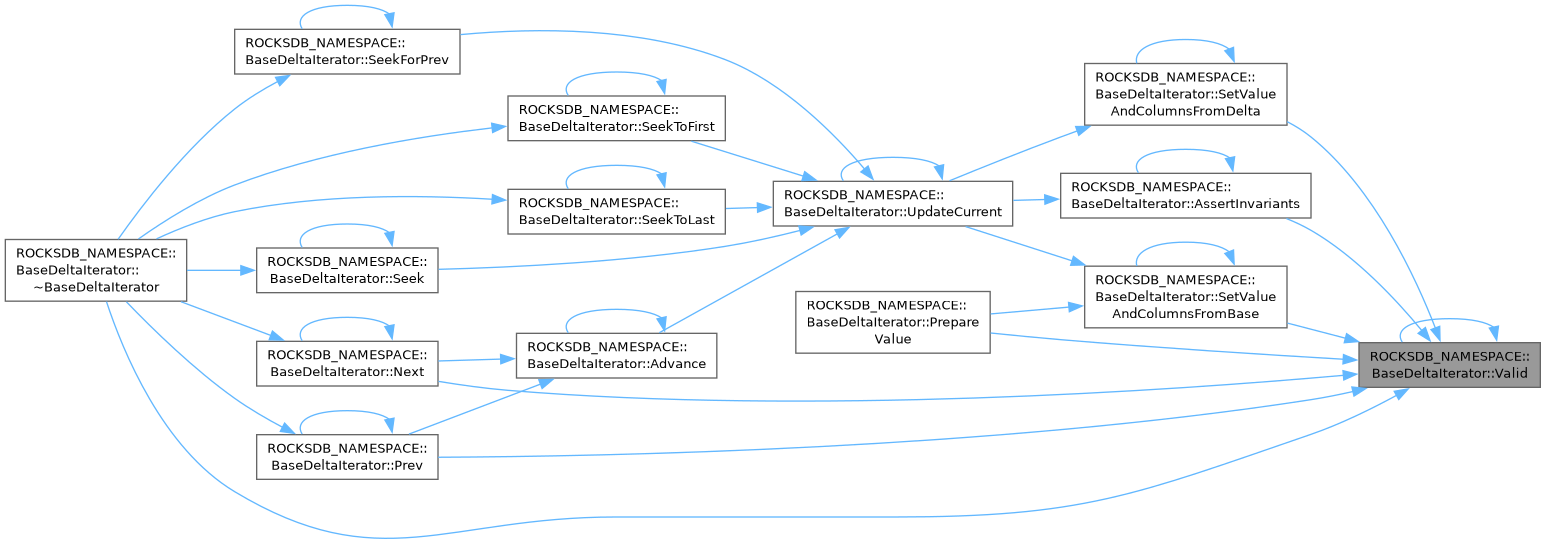 ROCKSDB_NAMESPACE::
BaseDeltaIterator::SeekForPrev
ROCKSDB_NAMESPACE::
BaseDeltaIterator::SetValue
AndColumnsFromDelta
ROCKSDB_NAMESPACE::
BaseDeltaIterator::SeekToFirst
ROCKSDB_NAMESPACE::
BaseDeltaIterator::AssertInvariants
ROCKSDB_NAMESPACE::
BaseDeltaIterator::UpdateCurrent
ROCKSDB_NAMESPACE::
BaseDeltaIterator::SeekToLast
ROCKSDB_NAMESPACE::
BaseDeltaIterator::
~BaseDeltaIterator
ROCKSDB_NAMESPACE::
BaseDeltaIterator::Seek
ROCKSDB_NAMESPACE::
BaseDeltaIterator::SetValue
AndColumnsFromBase
ROCKSDB_NAMESPACE::
BaseDeltaIterator::Prepare
Value
ROCKSDB_NAMESPACE::
BaseDeltaIterator::Next
ROCKSDB_NAMESPACE::
BaseDeltaIterator::Advance
ROCKSDB_NAMESPACE::
BaseDeltaIterator::Valid
ROCKSDB_NAMESPACE::
BaseDeltaIterator::Prev